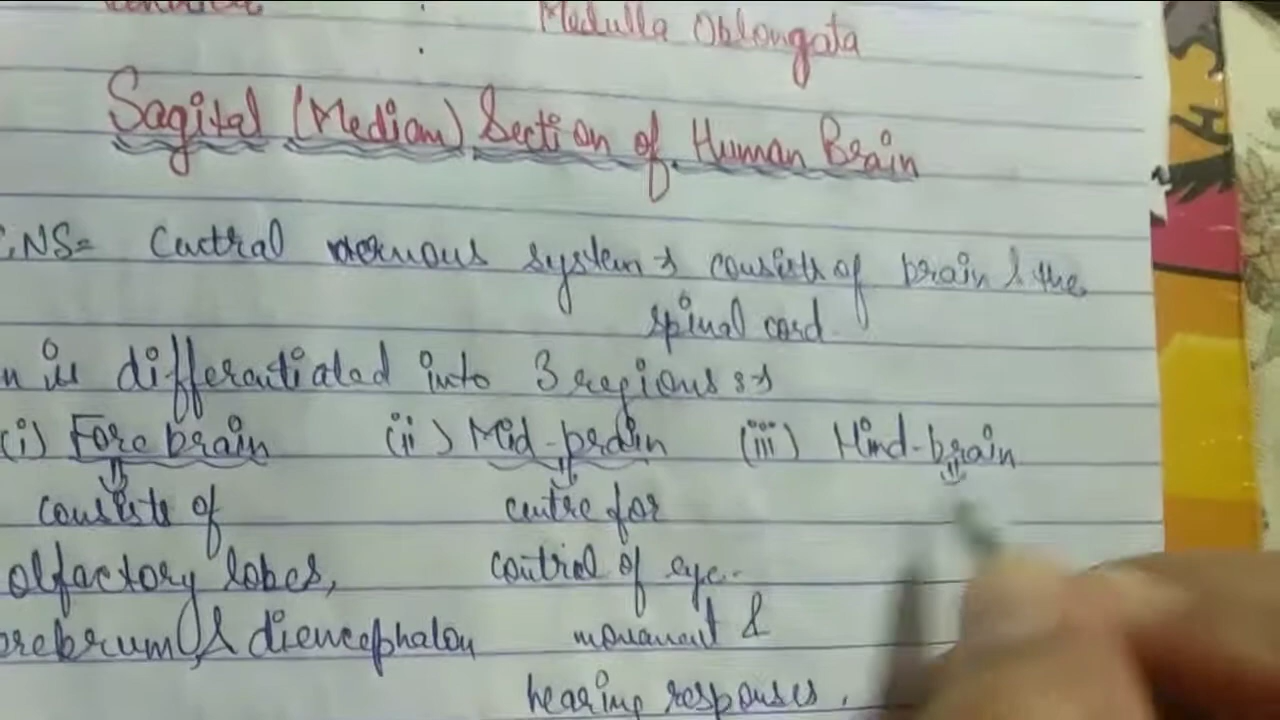 Medulla Oblongata
Sagital (Median) Section of Human Brain
CNS= Central nervous system → consists of brain & the
spinal cord
n is differentiated into 3 regions :→
(i) Fore brain (ii) Mid-brain (iii) Hind-brain
consists of centre for
olfactory lobes, control of eye-
rebrum & diencephalon movement &
hearing responses.